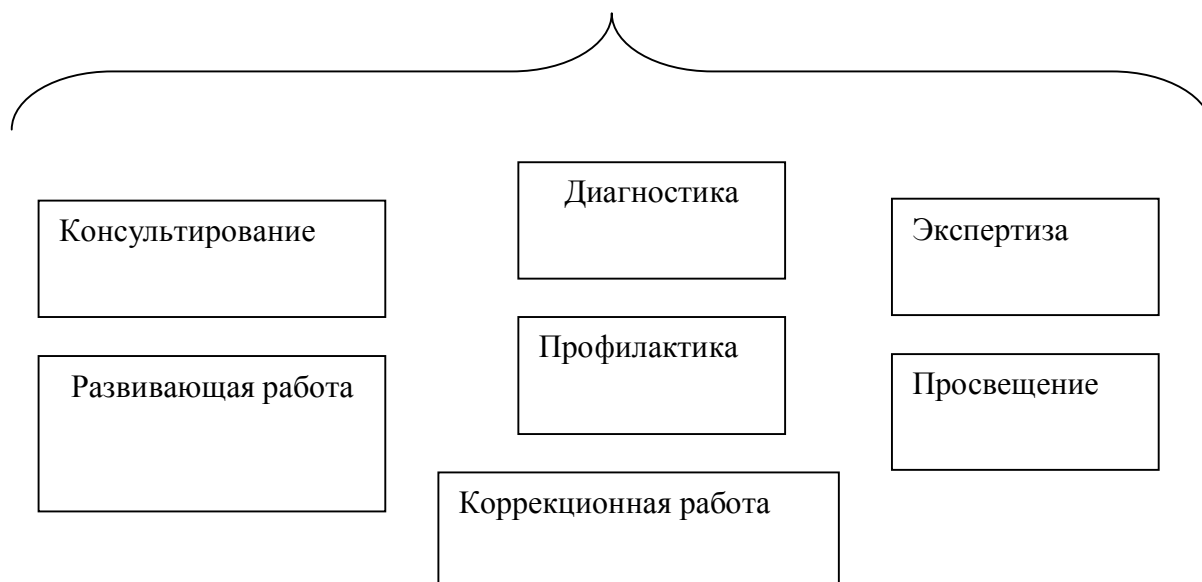 Диагностика
Консультирование
Экспертиза
Профилактика
Развивающая работа
Просвещение
Коррекционная работа